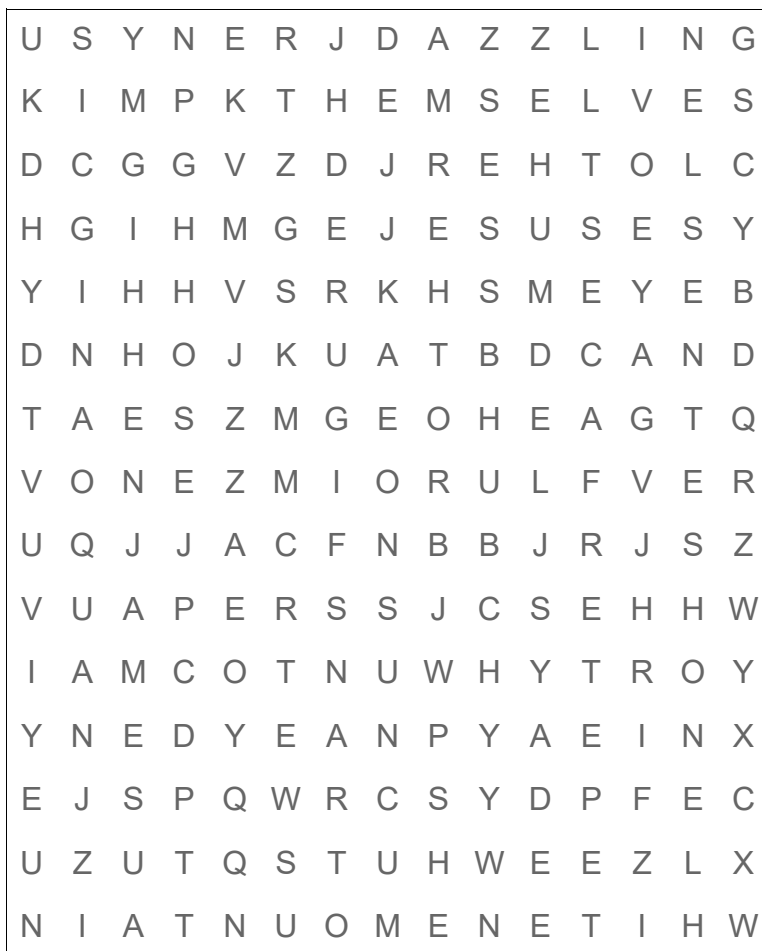 U S Y N E R J D A Z Z L I N G
K I M P K T H E M S E L V E S
D C G G V Z D J R E H T O L C
H G I H M G E J E S U S E S Y
Y I H H V S R K H S M E Y E B
D N H O J K U A T B D C A N D
T A E S Z M G E O H E A G T Q
V O N E Z M I O R U L F V E R
U Q J J A C F N B B J R J S Z
V U A P E R S S J C S E H H W
I A M C O T N U W H Y T R O Y
Y N E D Y E A N P Y A E I N X
E J S P Q W R C S Y D P F E C
U Z U T Q S T U H W E E Z L X
N I A T N U O M E N E T I H W